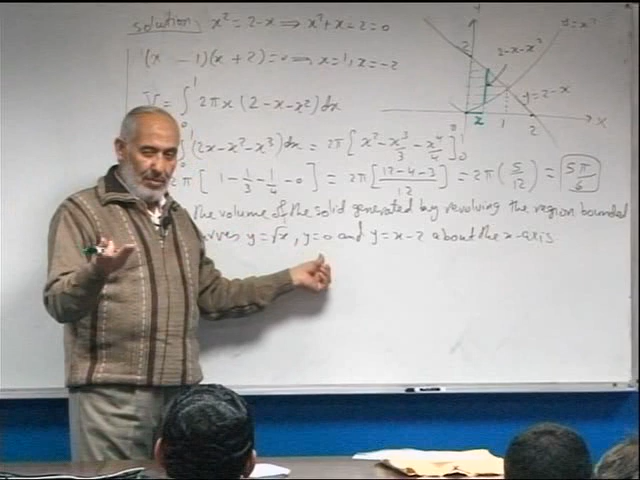 solution: x² = 2-x ⇒ x² + x - 2 = 0
(x - 1)(x + 2) = 0 ⇒ x = 1, x = -2
V = ∫₀¹ 2πx (2-x-x²) dx
∫₀¹ (2x-x²-x³) dx = 2π [x² - x³/3 - x⁴/4]₀¹
2π [1 - 1/3 - 1/4 - 0] = 2π [(12-4-3)/12] = 2π (5/12) = 5π/6
the volume of the solid generated by revolving the region bounded
y = √x, y = 0 and y = x-2 about the x-axis
y
y = x²
2
2-x-x²
y = 2-x
x
1
2
x